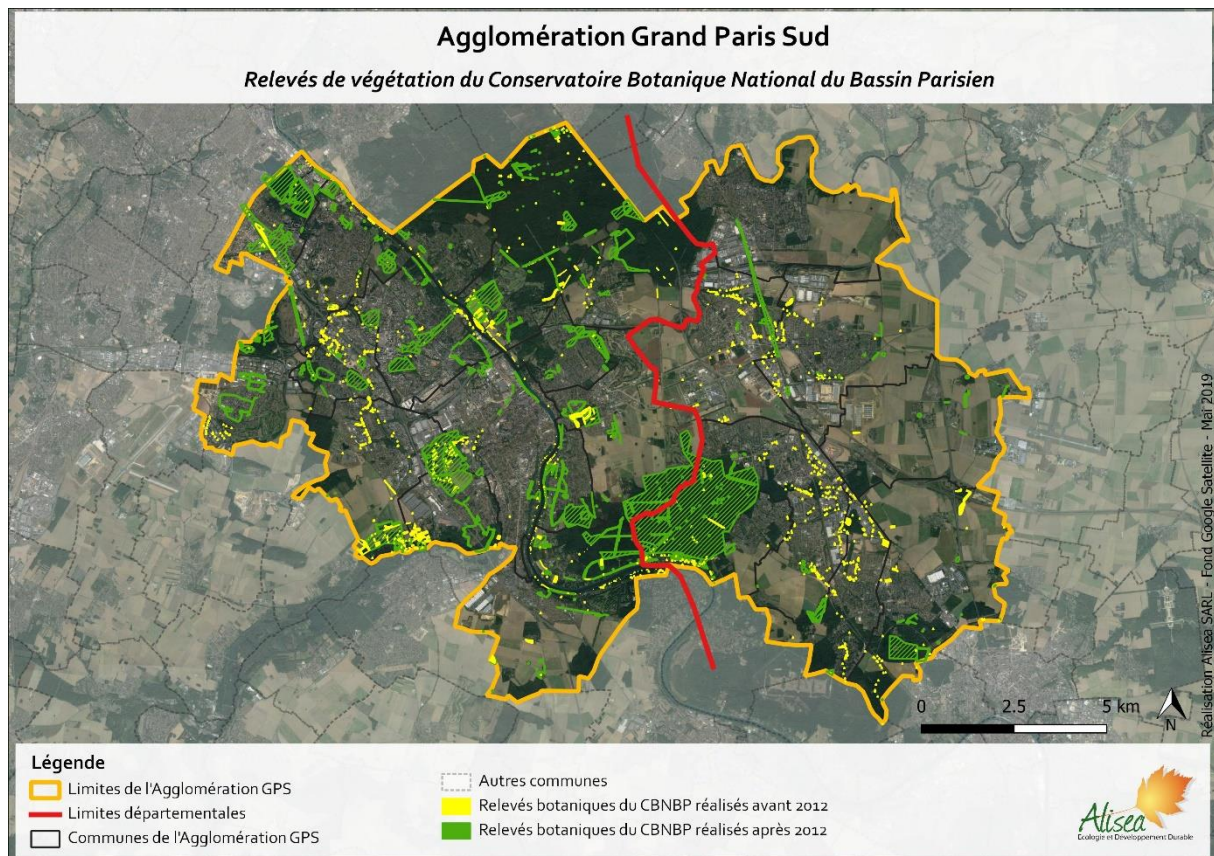 Agglomération Grand Paris Sud
Relevés de végétation du Conservatoire Botanique National du Bassin Parisien
Réalisation Alisea SARL - Fond Google Satellite - Mai 2019
0 2.5 5 km
N
Légende
Limites de l'Agglomération GPS
Limites départementales
Communes de l'Agglomération GPS
Autres communes
Relevés botaniques du CBNBP réalisés avant 2012
Relevés botaniques du CBNBP réalisés après 2012
Alisea
Ecologie et Développement Durable